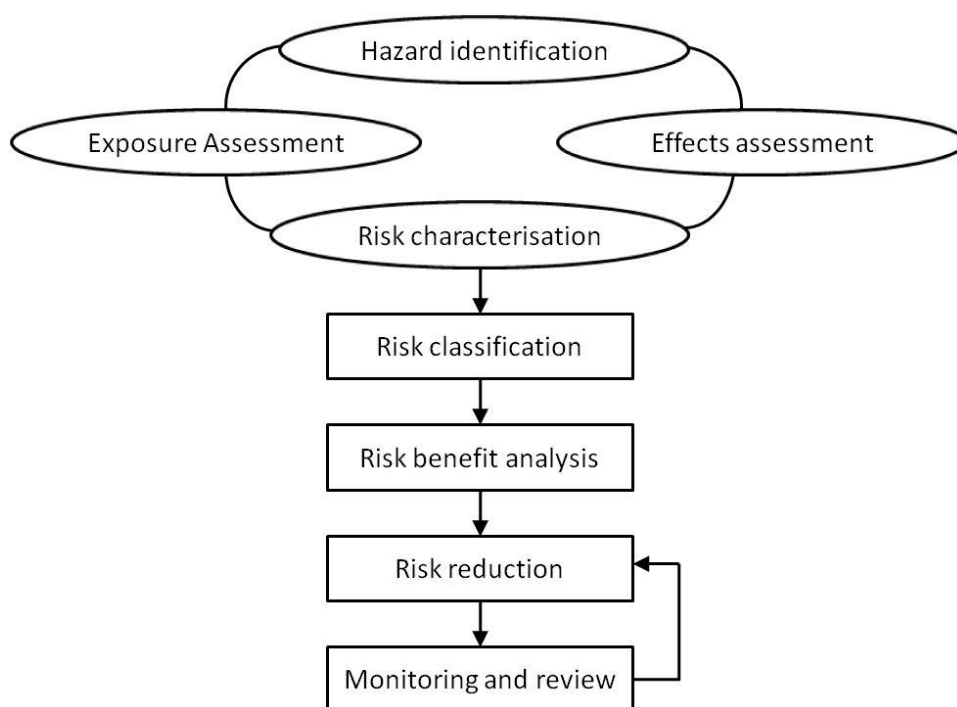 Hazard identification
Exposure Assessment
Effects assessment
Risk characterisation
Risk classification
Risk benefit analysis
Risk reduction
Monitoring and review